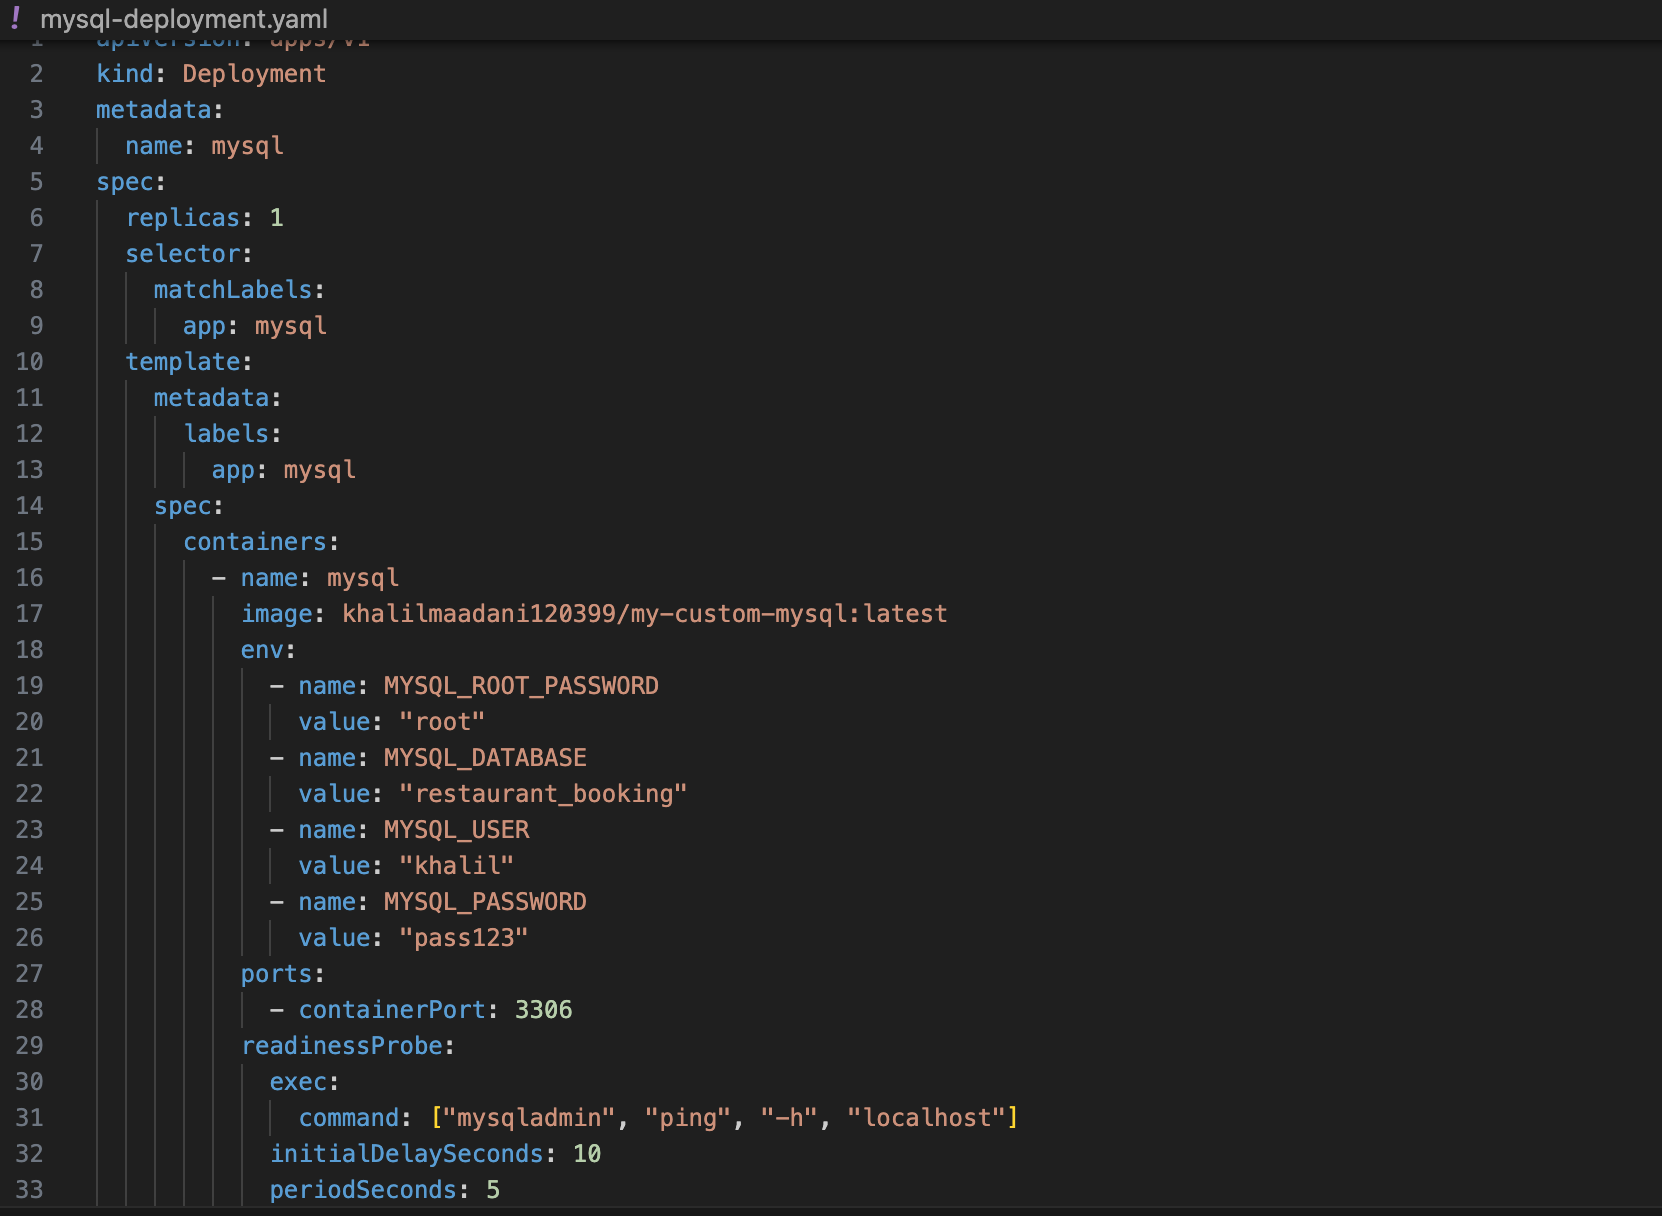 ! mysql-deployment.yaml
1 apiVersion: apps/v1
2 kind: Deployment
3 metadata:
4   name: mysql
5 spec:
6   replicas: 1
7   selector:
8     matchLabels:
9       app: mysql
10   template:
11     metadata:
12       labels:
13         app: mysql
14     spec:
15       containers:
16         - name: mysql
17           image: khalilmaadani120399/my-custom-mysql:latest
18           env:
19             - name: MYSQL_ROOT_PASSWORD
20               value: "root"
21             - name: MYSQL_DATABASE
22               value: "restaurant_booking"
23             - name: MYSQL_USER
24               value: "khalil"
25             - name: MYSQL_PASSWORD
26               value: "pass123"
27           ports:
28             - containerPort: 3306
29           readinessProbe:
30             exec:
31               command: ["mysqladmin", "ping", "-h", "localhost"]
32             initialDelaySeconds: 10
33             periodSeconds: 5